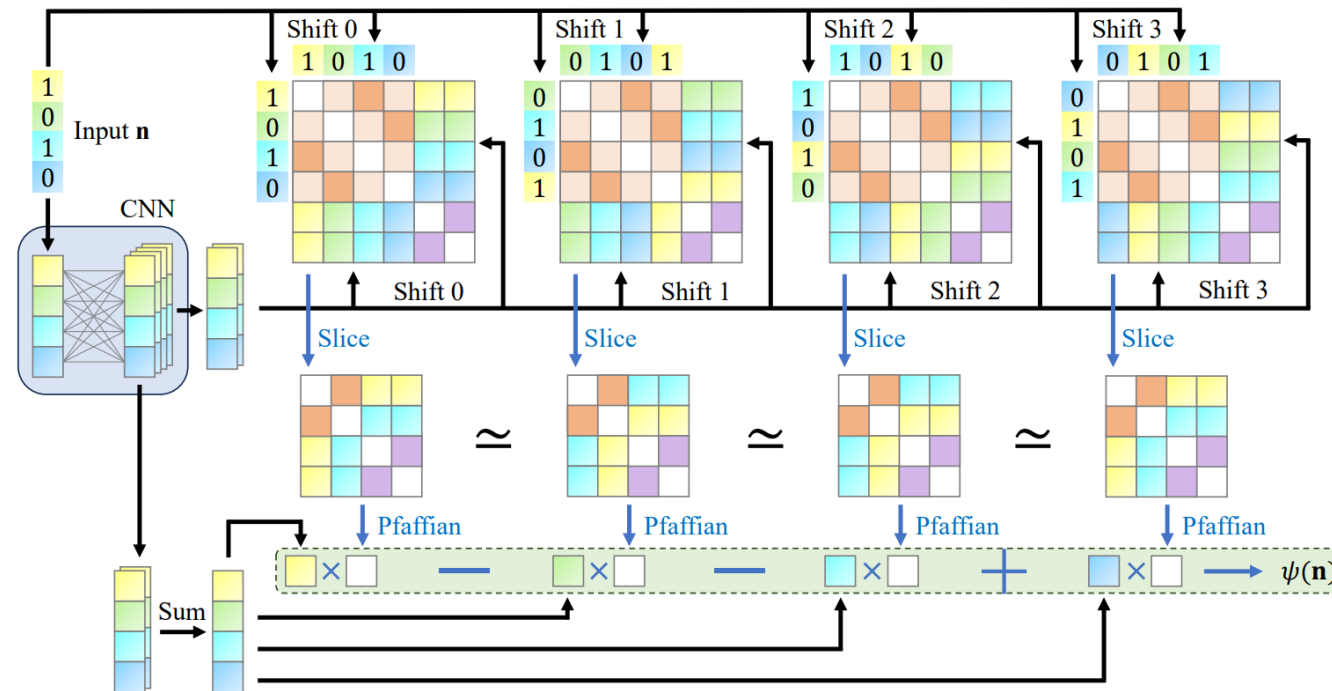 Shift 0
Shift 1
Shift 2
Shift 3
1 0 1 0
0 1 0 1
1 0 1 0
0 1 0 1
1
0
1
0
Input n
1
0
1
0
0
1
0
1
1
0
1
0
0
1
0
1
CNN
Shift 0
Shift 1
Shift 2
Shift 3
Slice
Slice
Slice
Slice
≃ ≃ ≃
Pfaffian
Pfaffian
Pfaffian
Pfaffian
× — × — × + × ψ(n)
Sum